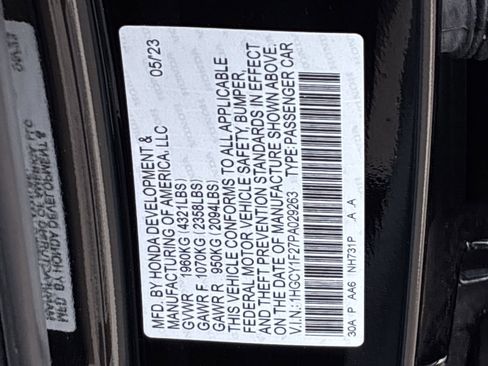 MFD. BY HONDA DEVELOPMENT & 05/23
MANUFACTURING OF AMERICA, LLC
GVWR 1960KG (4321LBS)
GAWR F 1070KG (2358LBS)
GAWR R 950KG (2094LBS)
THIS VEHICLE CONFORMS TO ALL APPLICABLE
FEDERAL MOTOR VEHICLE SAFETY, BUMPER,
AND THEFT PREVENTION STANDARDS IN EFFECT
ON THE DATE OF MANUFACTURE SHOWN ABOVE.
V.I.N.:1HGCY1F27PA029263 TYPE:PASSENGER CAR
30A P AA6 NH731P A A